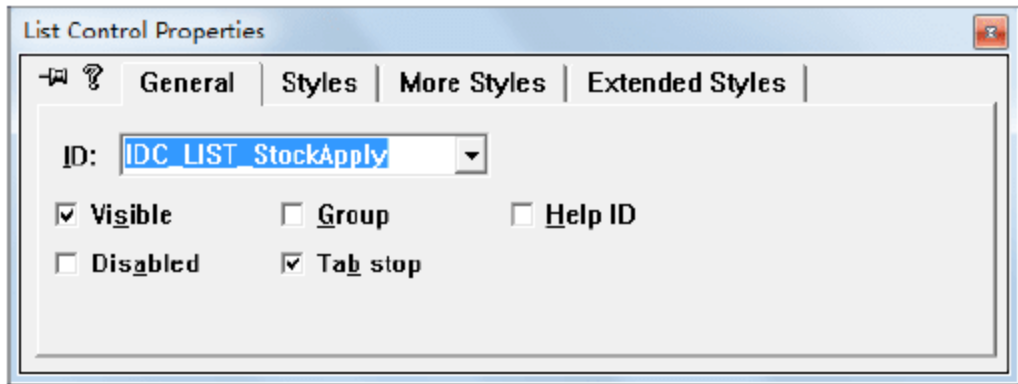 List Control Properties
General Styles More Styles Extended Styles
ID: IDC_LIST_StockApply
Visible Group Help ID
Disabled Tab stop